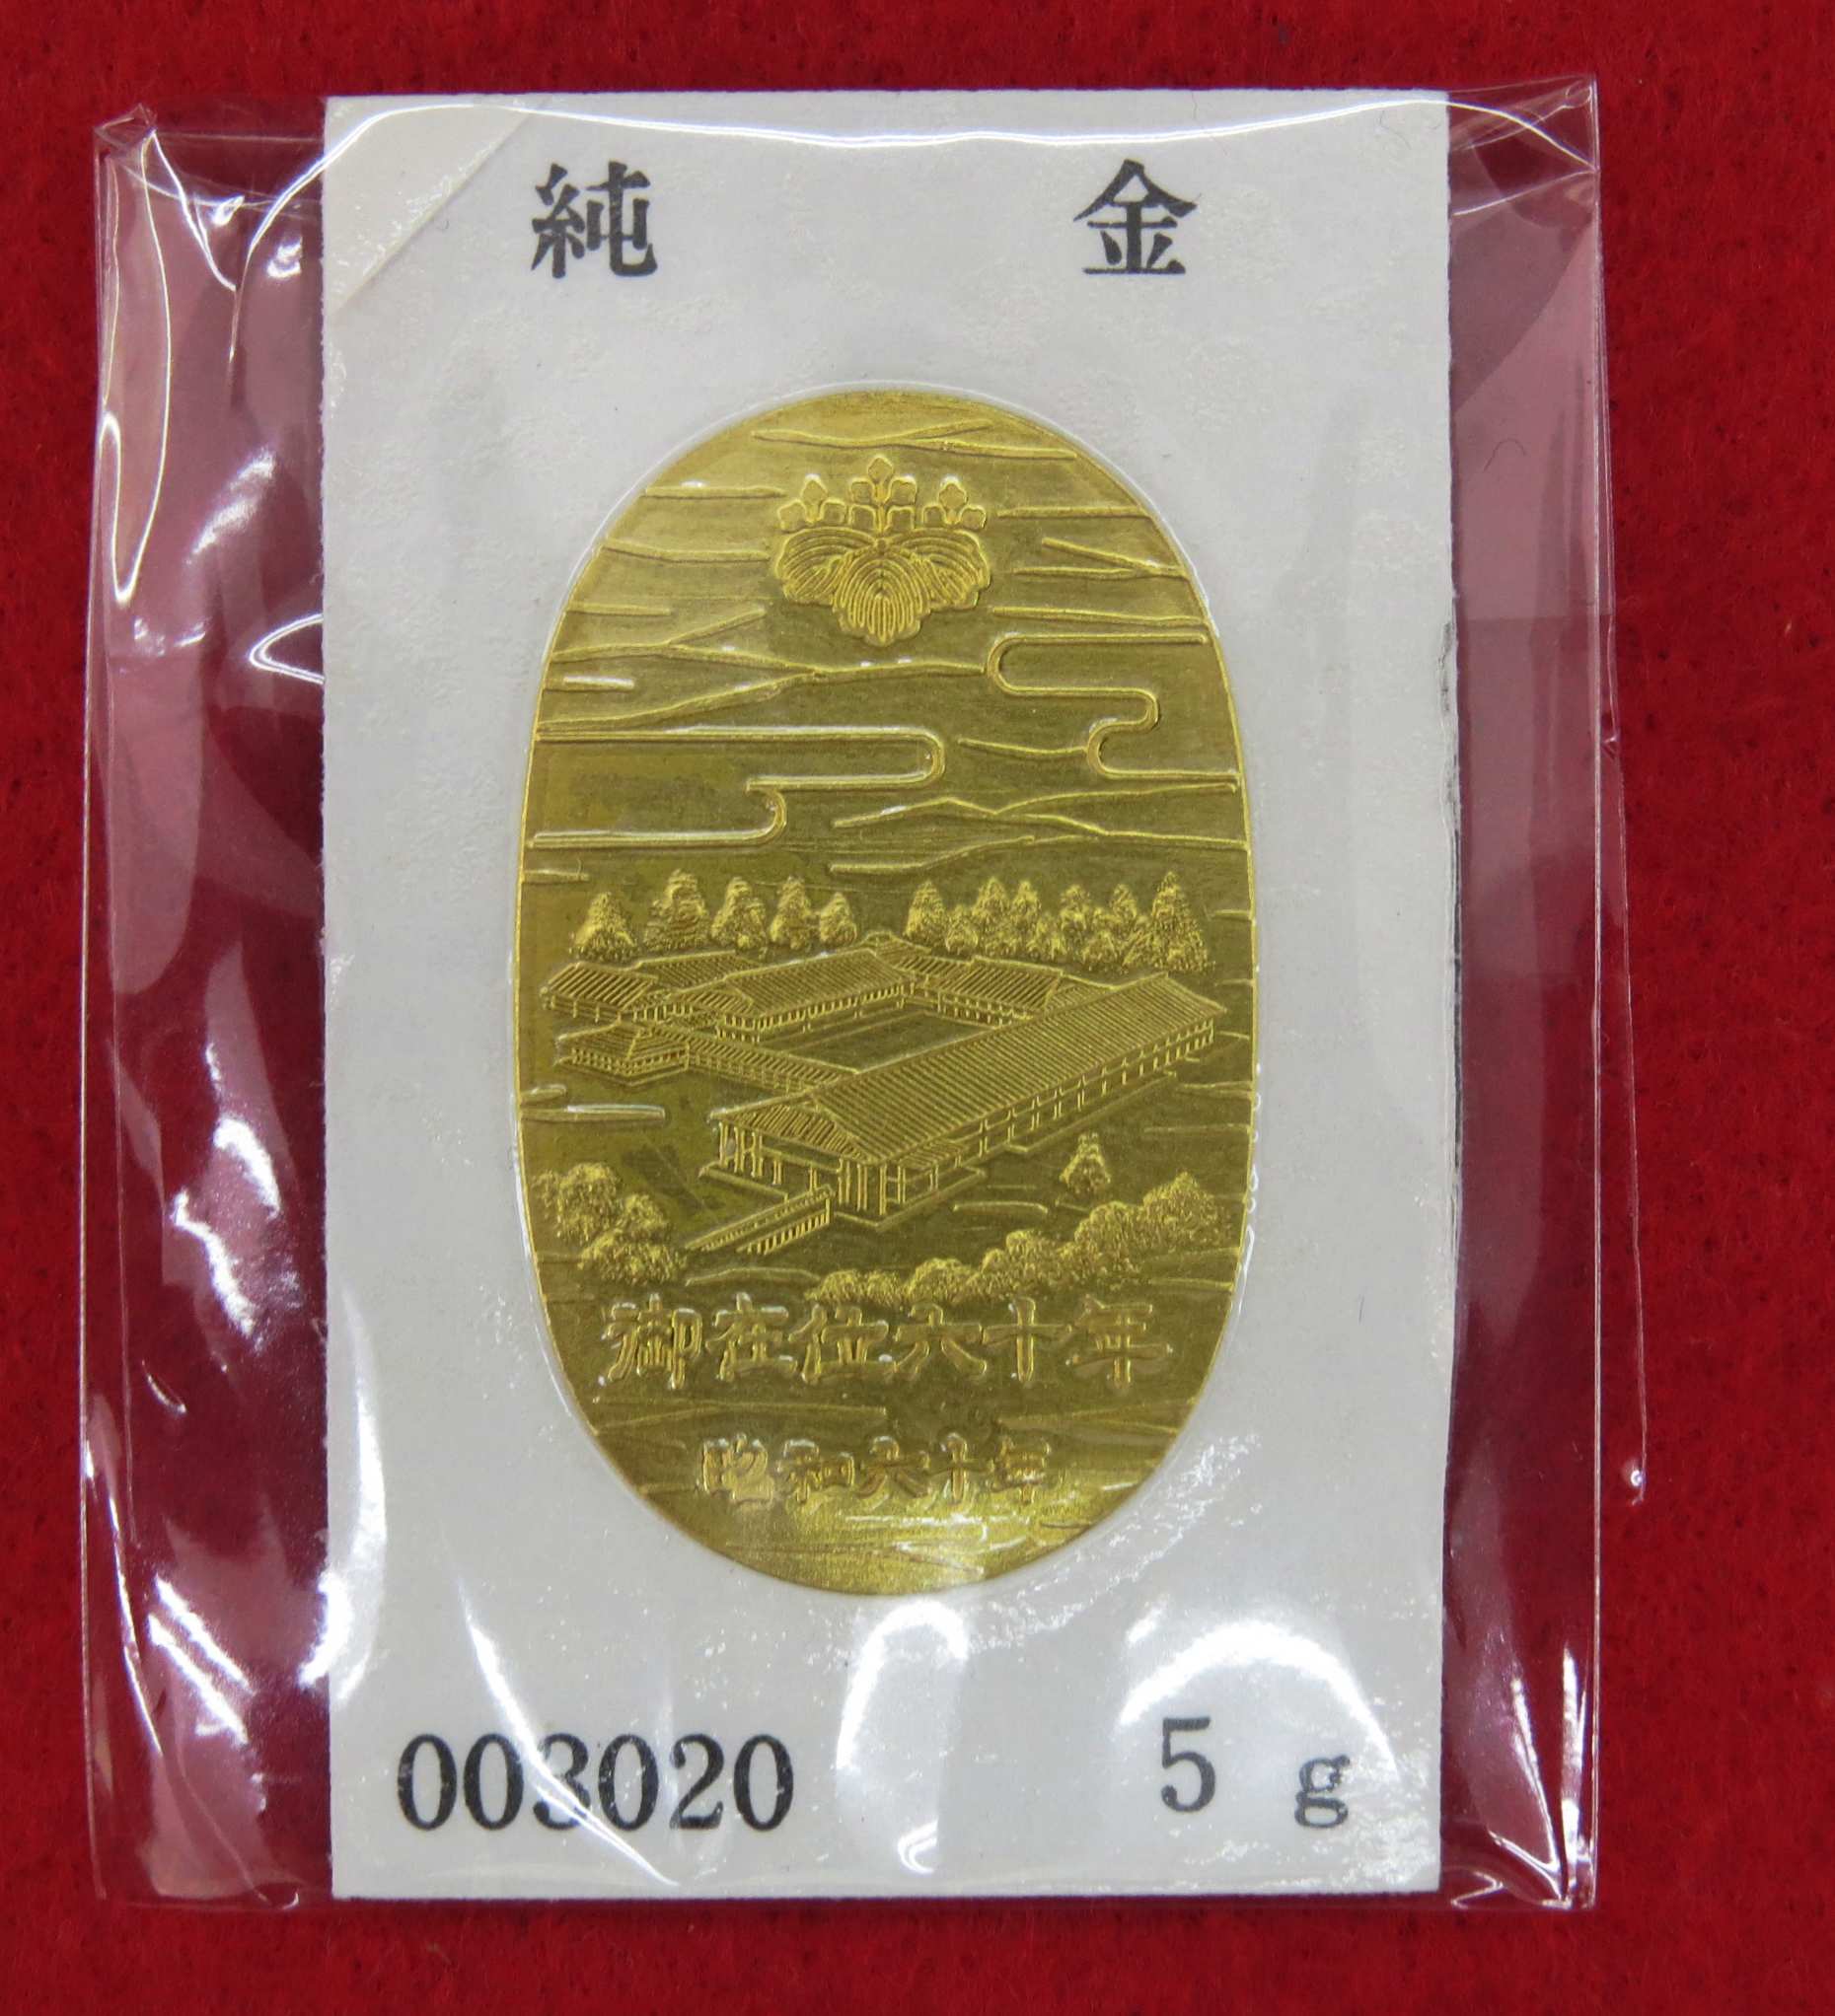 純 金
御在位六十年
昭和六十年
003020 5 g